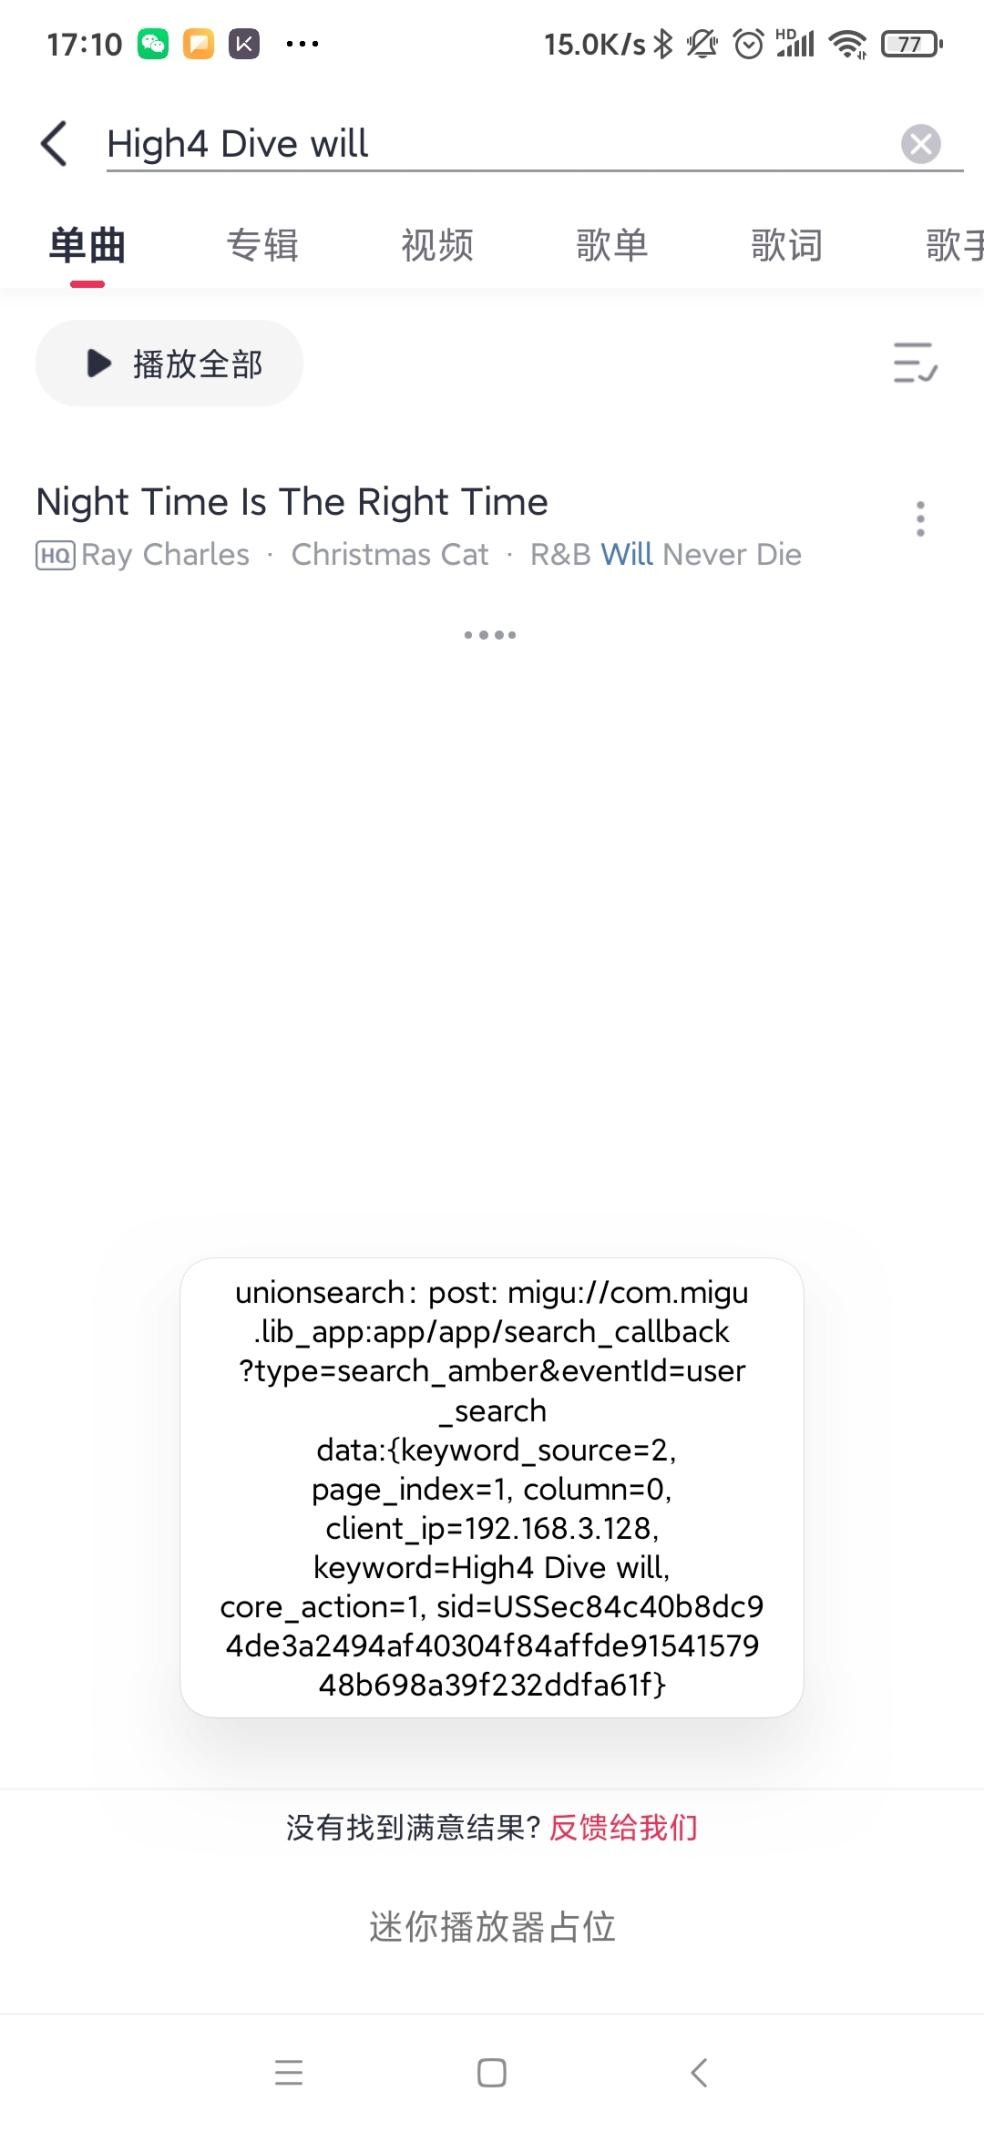 17:10 15.0K/s HD 77
High4 Dive will
单曲 专辑 视频 歌单 歌词 歌手
播放全部
Night Time Is The Right Time
HQ Ray Charles · Christmas Cat · R&B Will Never Die
unionsearch: post: migu://com.migu
.lib_app:app/app/search_callback
?type=search_amber&eventId=user
_search
data:{keyword_source=2,
page_index=1, column=0,
client_ip=192.168.3.128,
keyword=High4 Dive will,
core_action=1, sid=USSec84c40b8dc9
4de3a2494af40304f84affde91541579
48b698a39f232ddfa61f}
没有找到满意结果? 反馈给我们
迷你播放器占位